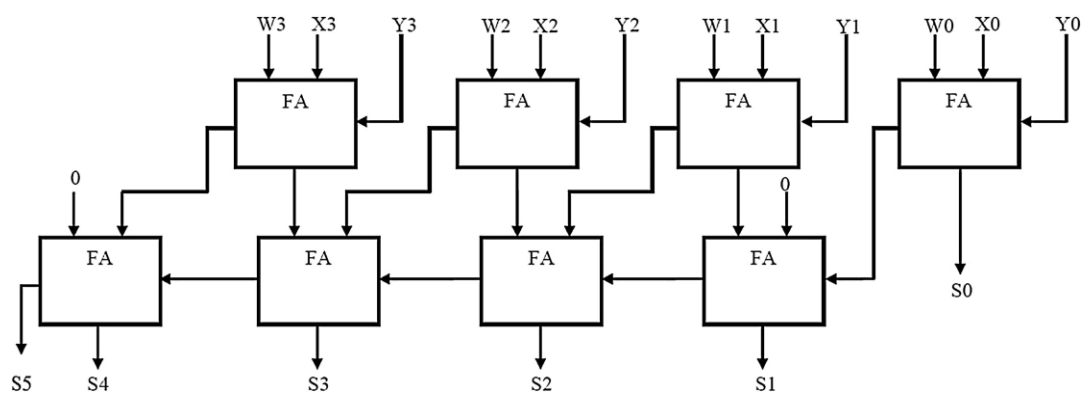 W3 X3 Y3 W2 X2 Y2 W1 X1 Y1 W0 X0 Y0
FA FA FA FA
0 0
FA FA FA FA
S0
S5 S4 S3 S2 S1